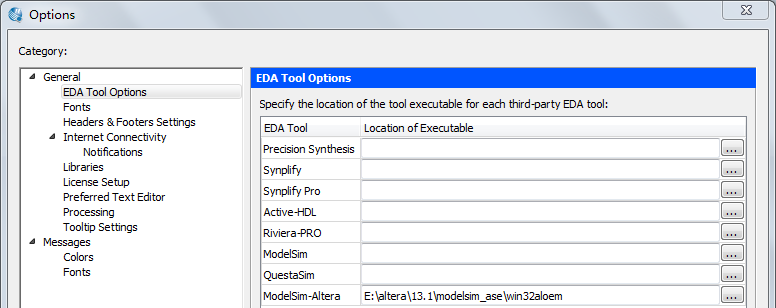 Options
Category:
General
EDA Tool Options
Fonts
Headers & Footers Settings
Internet Connectivity
Notifications
Libraries
License Setup
Preferred Text Editor
Processing
Tooltip Settings
Messages
Colors
Fonts
EDA Tool Options
Specify the location of the tool executable for each third-party EDA tool:
EDA Tool Location of Executable
Precision Synthesis ...
Synplify ...
Synplify Pro ...
Active-HDL ...
Riviera-PRO ...
ModelSim ...
QuestaSim ...
ModelSim-Altera E:\altera\13.1\modelsim_ase\win32aloem ...